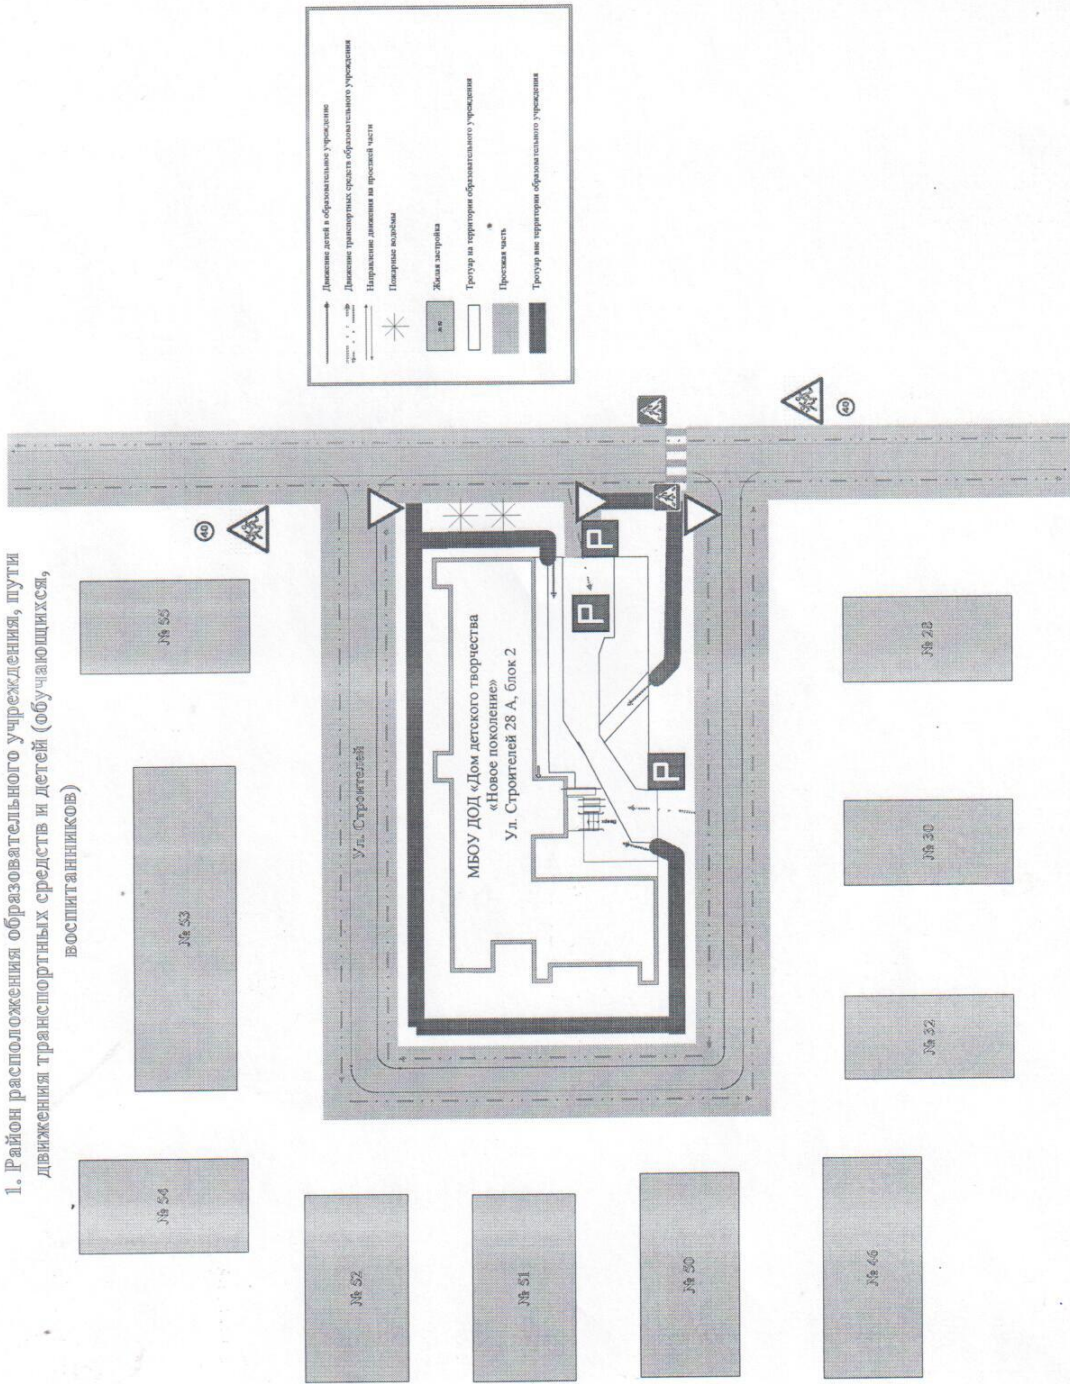 1. Район расположения образовательного учреждения, пути
движения транспортных средств и детей (обучающихся,
воспитанников)
№ 54
№ 53
№ 55
40
Ул. Строителей
№ 52
№ 51
№ 50
№ 46
МБОУ ДОД «Дом детского творчества
«Новое поколение»
Ул. Строителей 28 А, блок 2
P
P
P
№ 32
№ 30
№ 28
40
Движение детей в образовательное учреждение
Движение транспортных средств образовательного учреждения
Направление движения на проезжей части
Пожарные водоёмы
Жилая застройка
Тротуар на территории образовательного учреждения
Проезжая часть
Тротуар вне территории образовательного учреждения